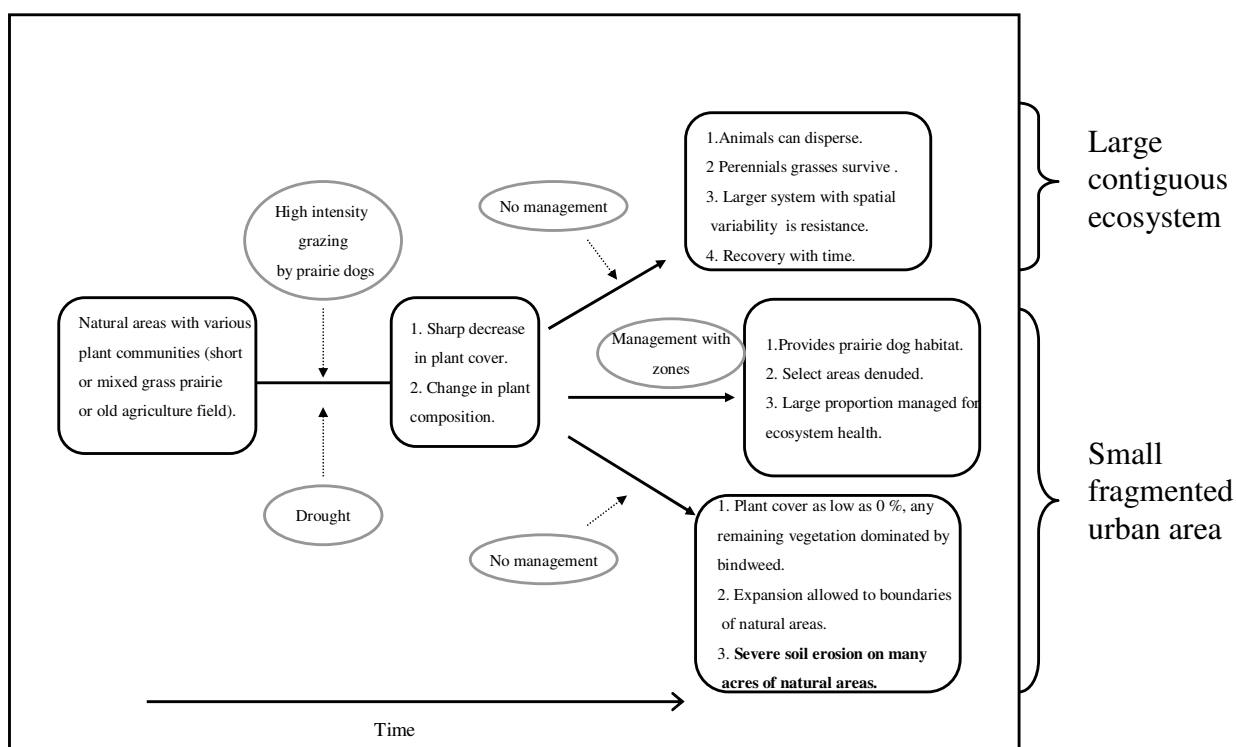 Natural areas with various
plant communities (short
or mixed grass prairie
or old agriculture field).
High intensity
grazing
by prairie dogs
Drought
1. Sharp decrease
in plant cover.
2. Change in plant
composition.
No management
1.Animals can disperse.
2 Perennials grasses survive .
3. Larger system with spatial
variability is resistance.
4. Recovery with time.
Management with
zones
1.Provides prairie dog habitat.
2. Select areas denuded.
3. Large proportion managed for
ecosystem health.
No management
1. Plant cover as low as 0 %, any
remaining vegetation dominated by
bindweed.
2. Expansion allowed to boundaries
of natural areas.
3. Severe soil erosion on many
acres of natural areas.
Time
Large
contiguous
ecosystem
Small
fragmented
urban area